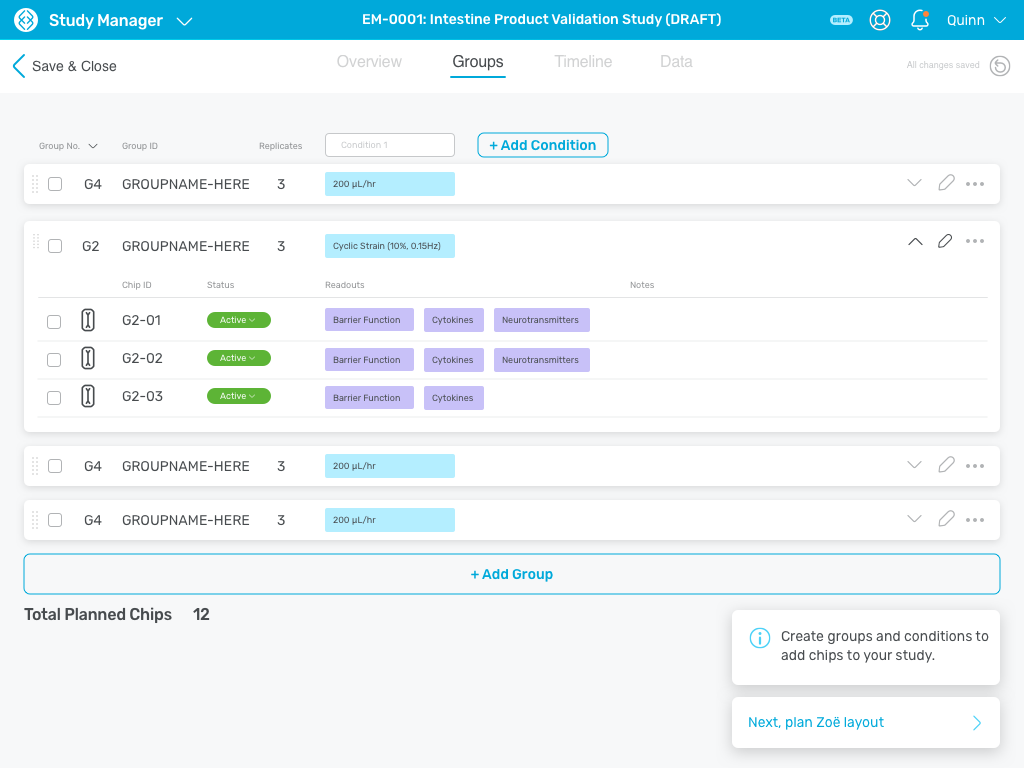 Study Manager
EM-0001: Intestine Product Validation Study (DRAFT)
BETA
Quinn
Save & Close
Overview
Groups
Timeline
Data
All changes saved
Group No.
Group ID
Replicates
Condition 1
+ Add Condition
G4 GROUPNAME-HERE 3 200 µL/hr
G2 GROUPNAME-HERE 3 Cyclic Strain (10%, 0.15Hz)
Chip ID Status Readouts Notes
G2-01 Active Barrier Function Cytokines Neurotransmitters
G2-02 Active Barrier Function Cytokines Neurotransmitters
G2-03 Active Barrier Function Cytokines
G4 GROUPNAME-HERE 3 200 µL/hr
G4 GROUPNAME-HERE 3 200 µL/hr
+ Add Group
Total Planned Chips 12
Create groups and conditions to
add chips to your study.
Next, plan Zoë layout